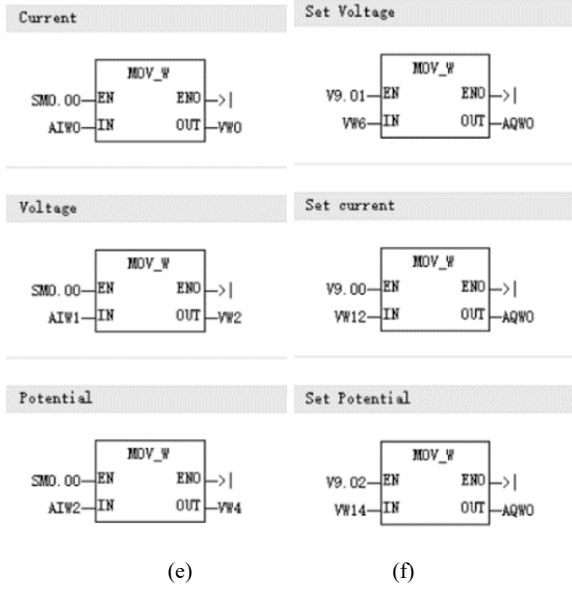 Current
MOV_W
SM0.00 EN ENO >|
AIW0 IN OUT VW0
Voltage
MOV_W
SM0.00 EN ENO >|
AIW1 IN OUT VW2
Potential
MOV_W
SM0.00 EN ENO >|
AIW2 IN OUT VW4
(e)
Set Voltage
MOV_W
V9.01 EN ENO >|
VW6 IN OUT AQW0
Set current
MOV_W
V9.00 EN ENO >|
VW12 IN OUT AQW0
Set Potential
MOV_W
V9.02 EN ENO >|
VW14 IN OUT AQW0
(f)